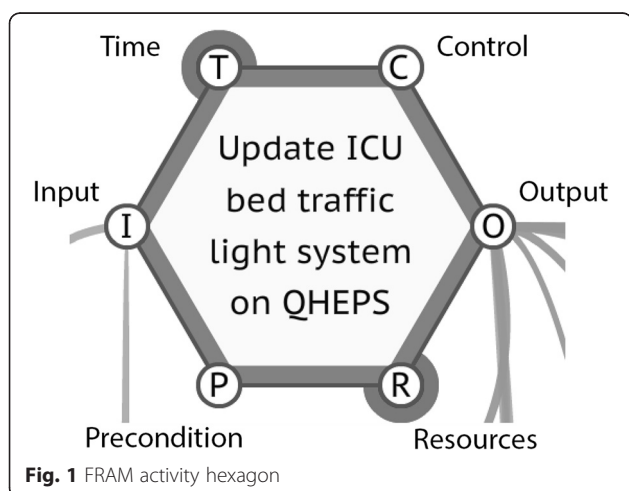 Time
Control
T
C
Update ICU
bed traffic
light system
on QHEPS
Input
Output
I
O
P
R
Precondition
Resources
Fig. 1 FRAM activity hexagon